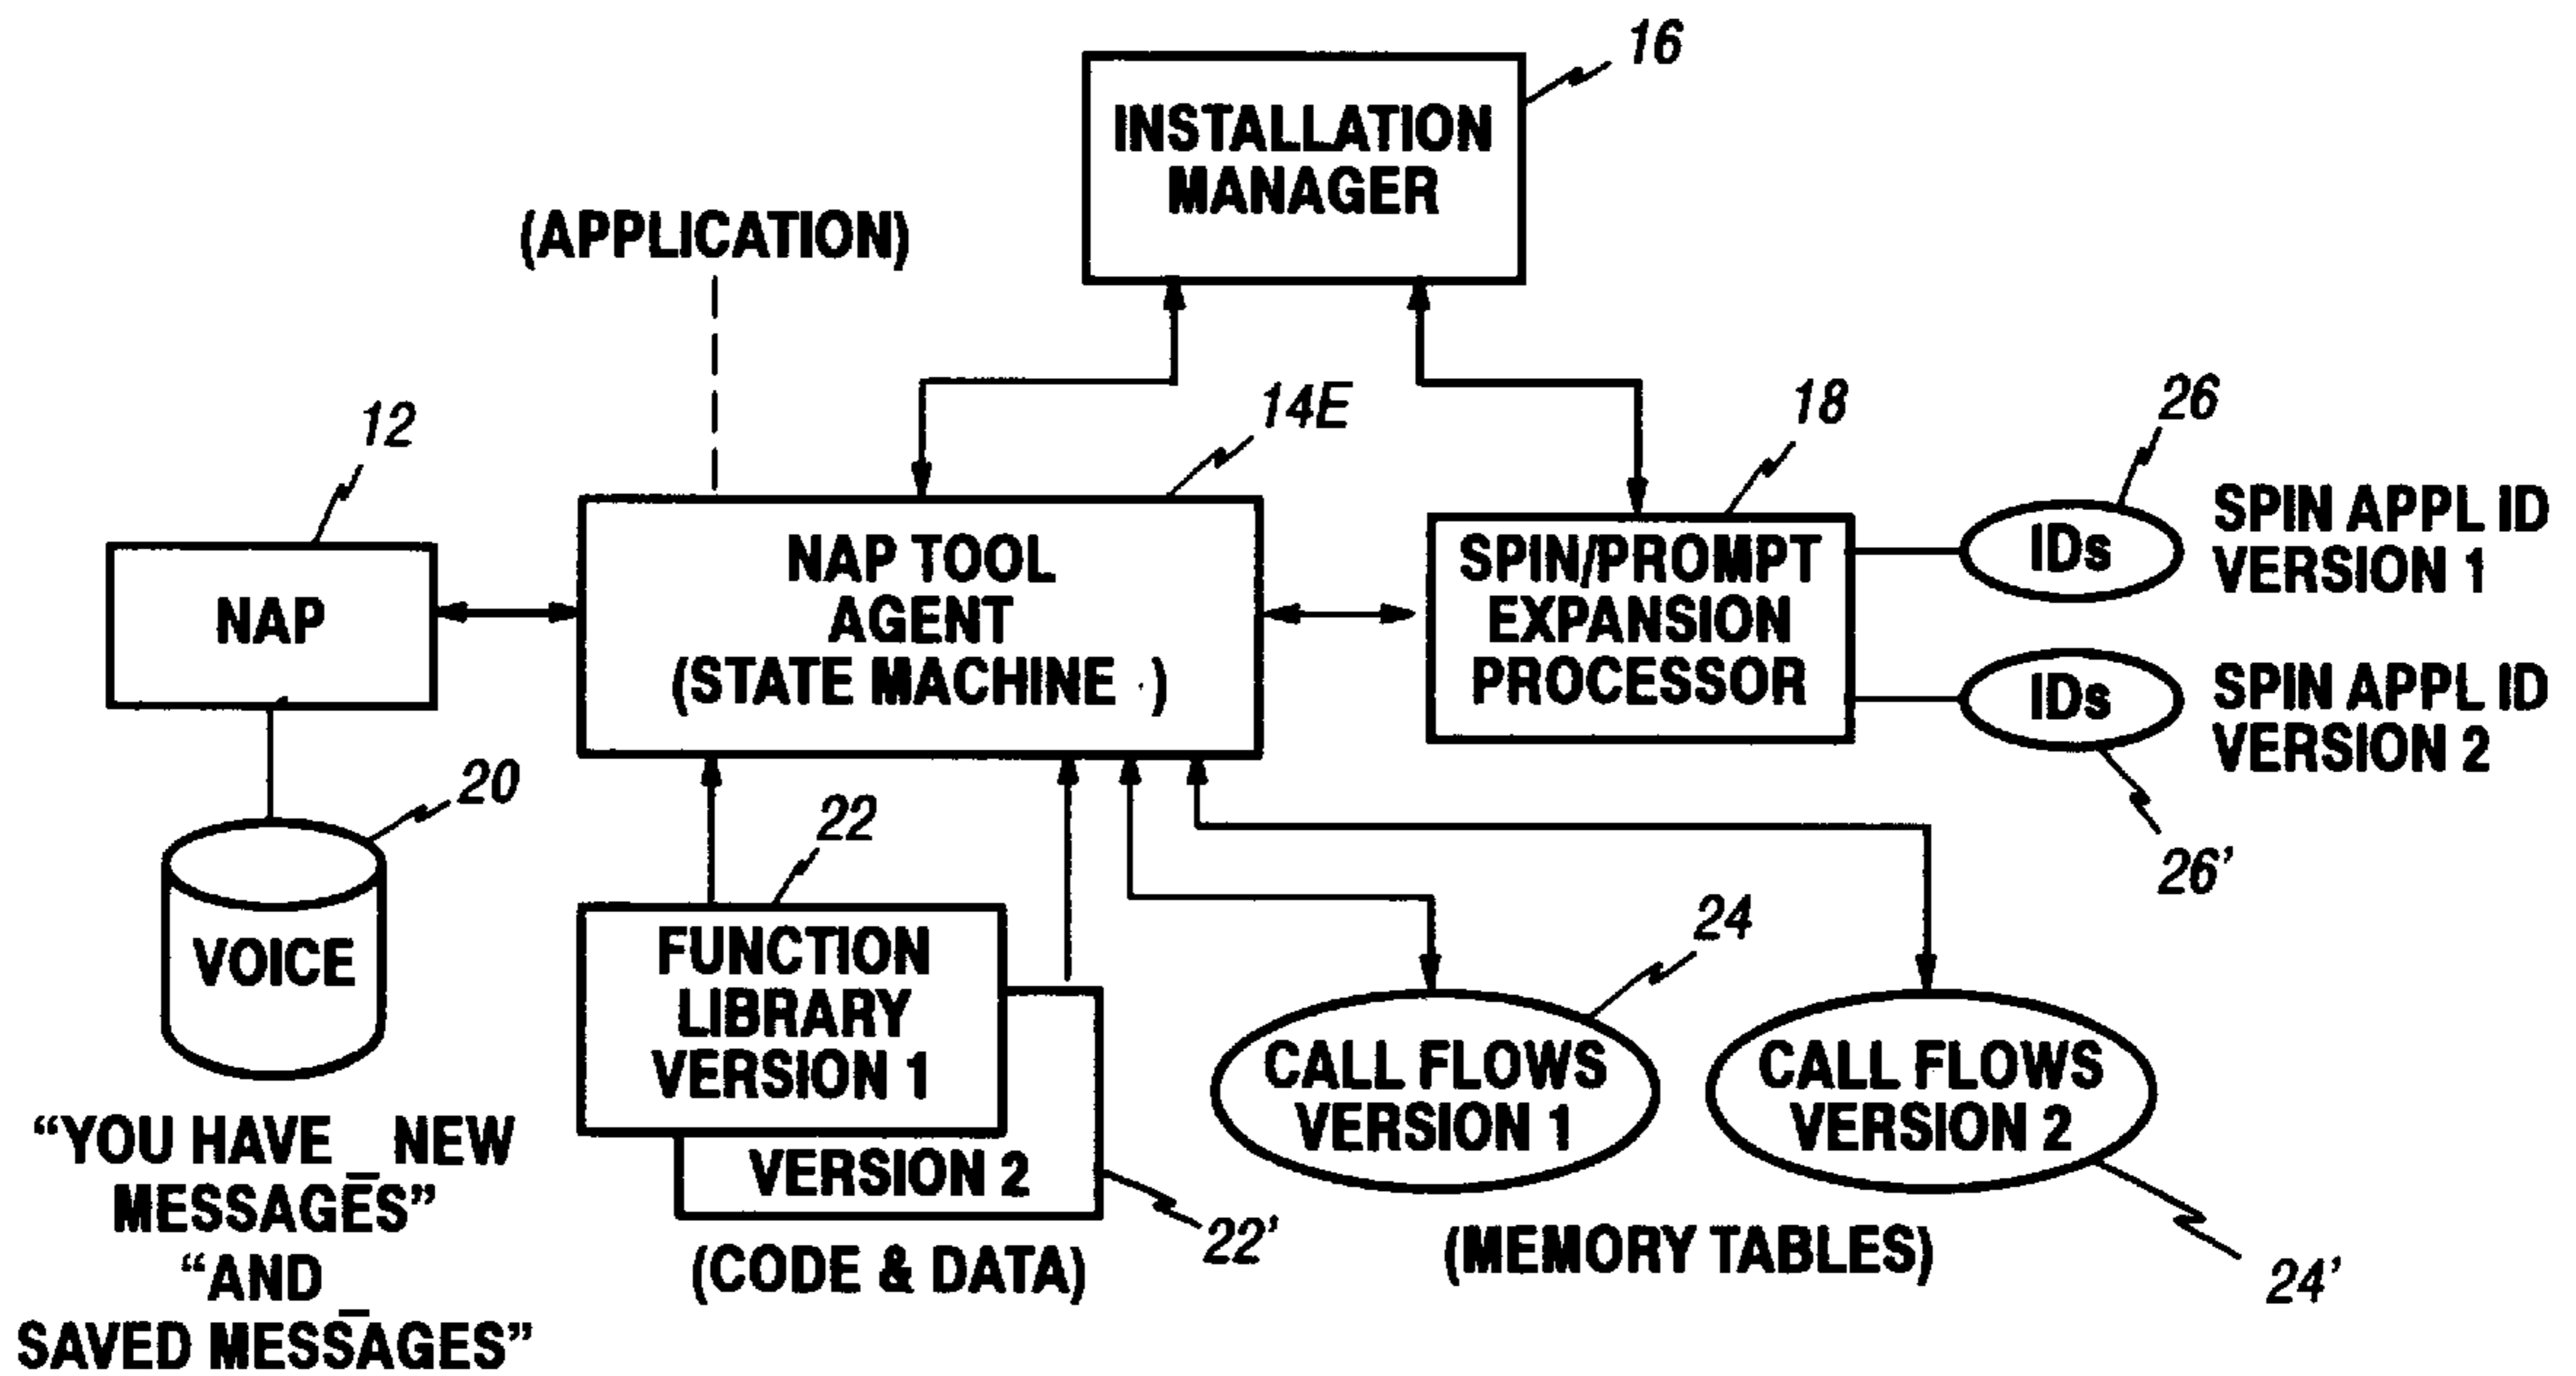 16
INSTALLATION
MANAGER
(APPLICATION)
12
14E
18
26
NAP
NAP TOOL
AGENT
(STATE MACHINE )
SPIN/PROMPT
EXPANSION
PROCESSOR
IDs
SPIN APPL ID
VERSION 1
IDs
SPIN APPL ID
VERSION 2
26'
20
VOICE
22
FUNCTION
LIBRARY
VERSION 1
VERSION 2
22'
(CODE & DATA)
24
CALL FLOWS
VERSION 1
CALL FLOWS
VERSION 2
24'
(MEMORY TABLES)
“YOU HAVE _ NEW
MESSAGES”
“AND _
SAVED MESSAGES”